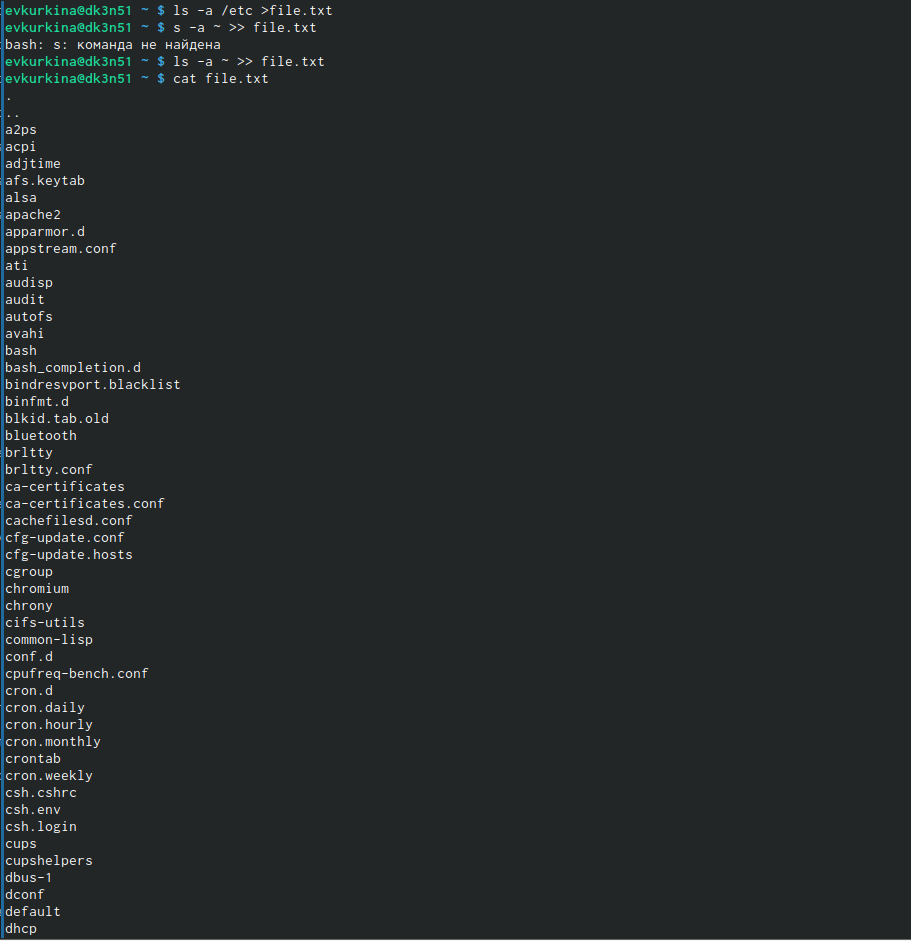 evkurkina@dk3n51 ~ $ ls -a /etc >file.txt
evkurkina@dk3n51 ~ $ s -a ~ >> file.txt
bash: s: команда не найдена
evkurkina@dk3n51 ~ $ ls -a ~ >> file.txt
evkurkina@dk3n51 ~ $ cat file.txt
.
..
a2ps
acpi
adjtime
afs.keytab
alsa
apache2
apparmor.d
appstream.conf
ati
audisp
audit
autofs
avahi
bash
bash_completion.d
bindresvport.blacklist
binfmt.d
blkid.tab.old
bluetooth
brltty
brltty.conf
ca-certificates
ca-certificates.conf
cachefilesd.conf
cfg-update.conf
cfg-update.hosts
cgroup
chromium
chrony
cifs-utils
common-lisp
conf.d
cpufreq-bench.conf
cron.d
cron.daily
cron.hourly
cron.monthly
crontab
cron.weekly
csh.cshrc
csh.env
csh.login
cups
cupshelpers
dbus-1
dconf
default
dhcp